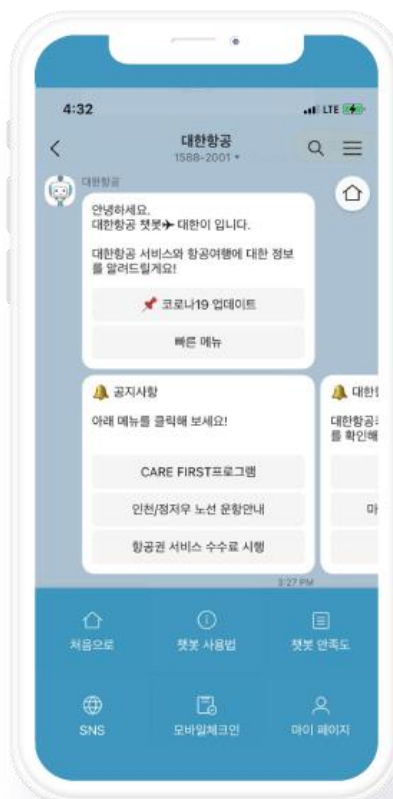 4:32
LTE
대한항공
1588-2001
대한항공
안녕하세요.
대한항공 챗봇✈ 대한이 입니다.
대한항공 서비스와 항공여행에 대한 정보
를 알려드릴게요!
📌 코로나19 업데이트
빠른 메뉴
🔔 공지사항
아래 메뉴를 클릭해 보세요!
CARE FIRST프로그램
인천/정저우 노선 운항안내
항공권 서비스 수수료 시행
🔔 대한
대한항공
를 확인해
마
3:27 PM
처음으로
챗봇 사용법
챗봇 만족도
SNS
모바일체크인
마이 페이지